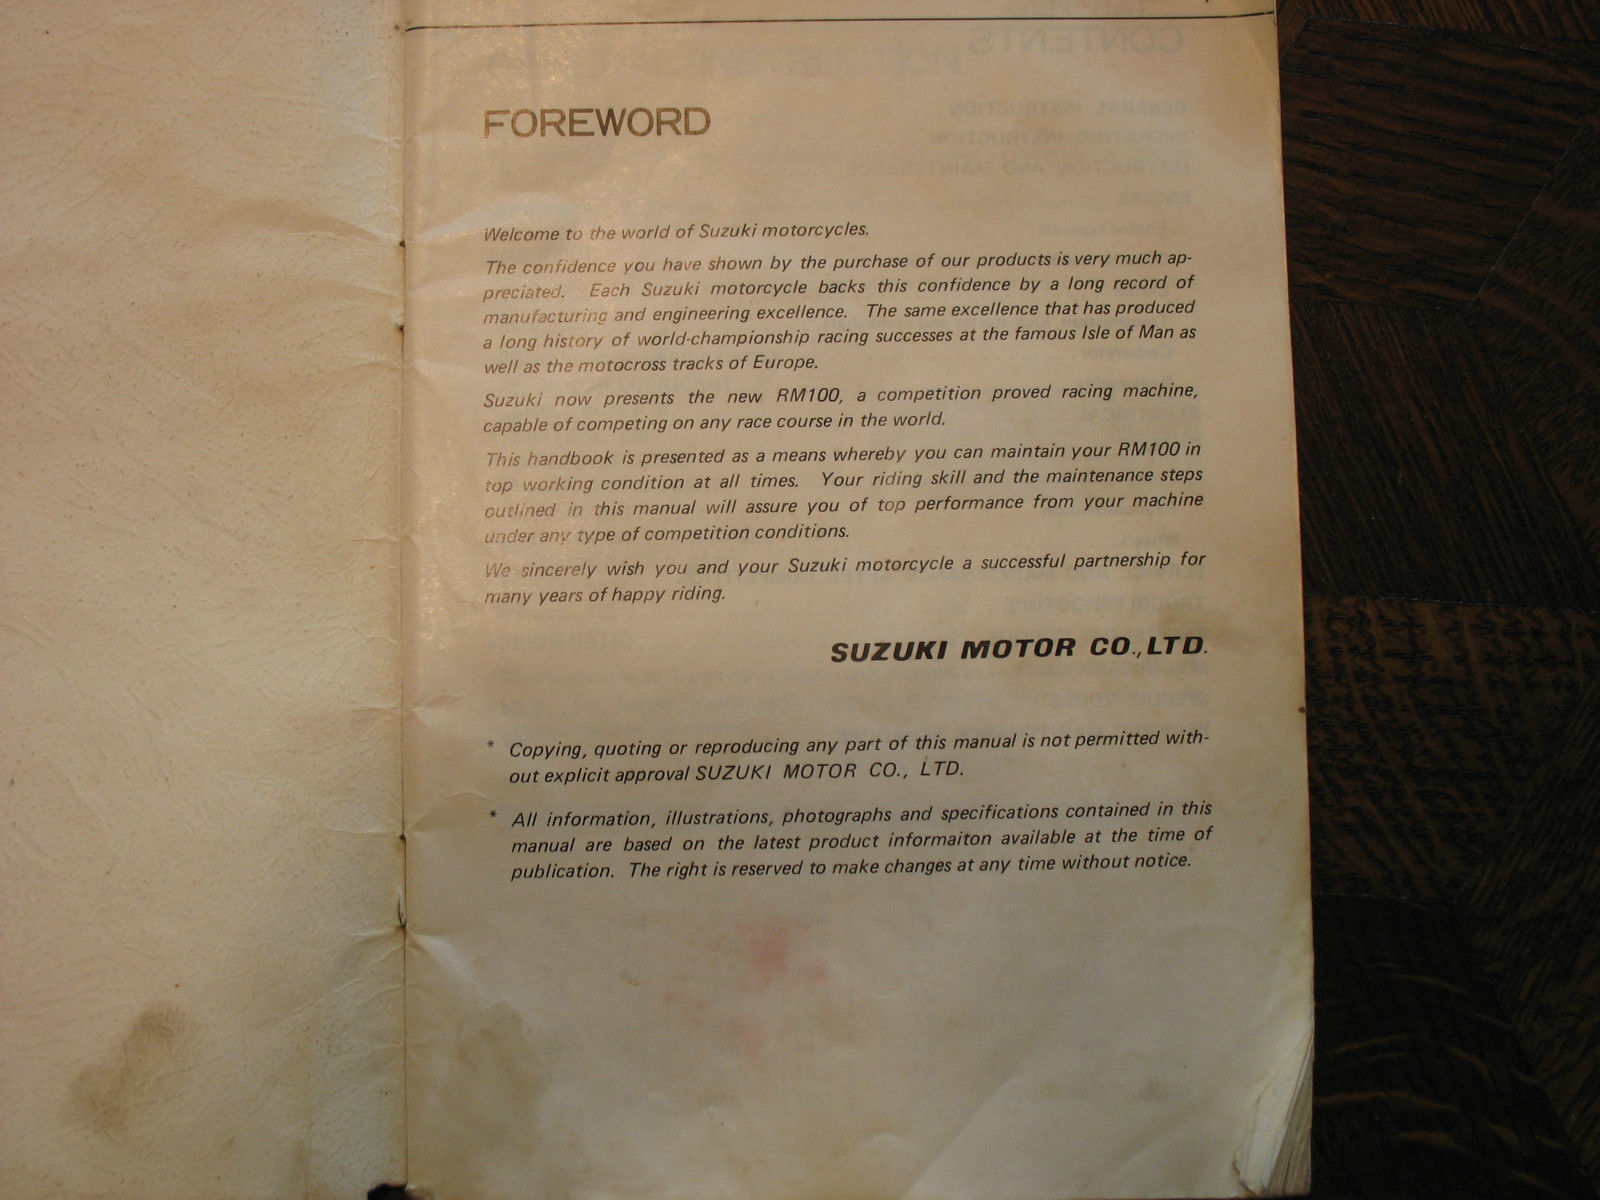 FOREWORD
Welcome to the world of Suzuki motorcycles.
The confidence you have shown by the purchase of our products is very much ap-
preciated. Each Suzuki motorcycle backs this confidence by a long record of
manufacturing and engineering excellence. The same excellence that has produced
a long history of world-championship racing successes at the famous Isle of Man as
well as the motocross tracks of Europe.
Suzuki now presents the new RM100, a competition proved racing machine,
capable of competing on any race course in the world.
This handbook is presented as a means whereby you can maintain your RM100 in
top working condition at all times. Your riding skill and the maintenance steps
outlined in this manual will assure you of top performance from your machine
under any type of competition conditions.
We sincerely wish you and your Suzuki motorcycle a successful partnership for
many years of happy riding.
SUZUKI MOTOR CO.,LTD.
* Copying, quoting or reproducing any part of this manual is not permitted with-
out explicit approval SUZUKI MOTOR CO., LTD.
* All information, illustrations, photographs and specifications contained in this
manual are based on the latest product informaiton available at the time of
publication. The right is reserved to make changes at any time without notice.